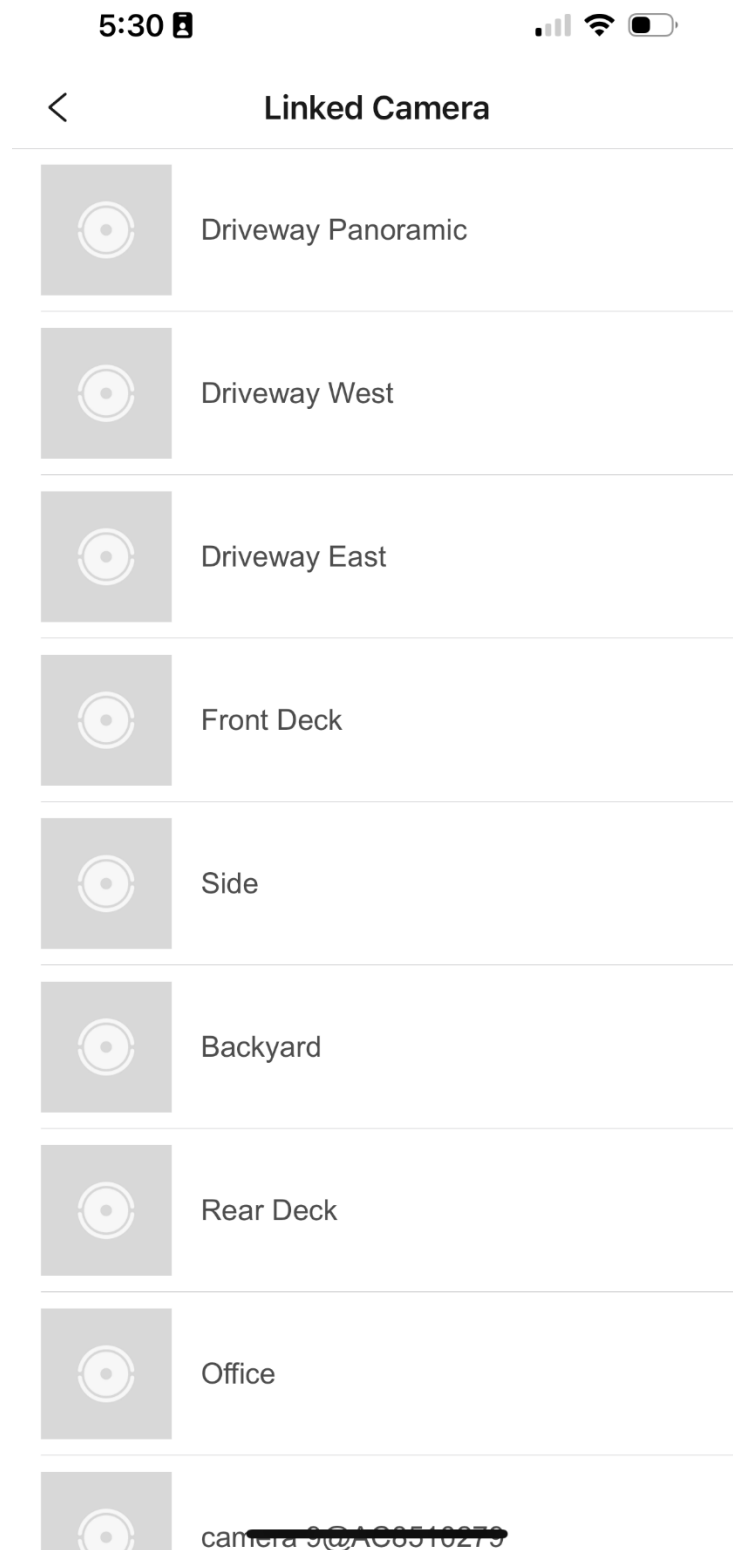 5:30
Linked Camera
Driveway Panoramic
Driveway West
Driveway East
Front Deck
Side
Backyard
Rear Deck
Office